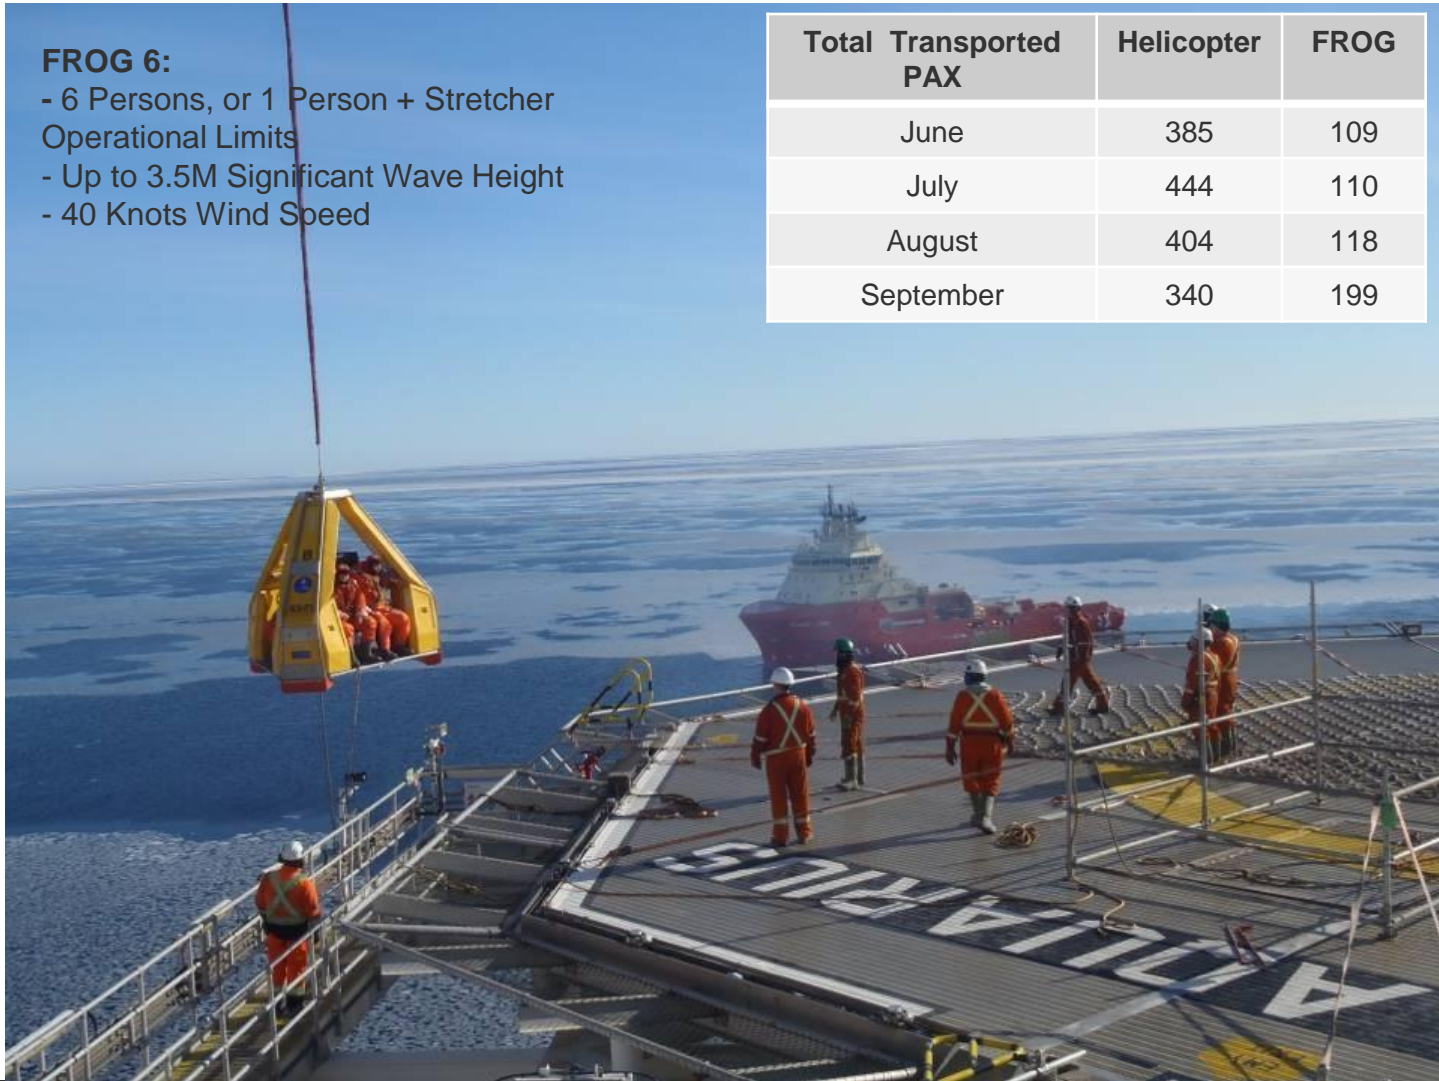 FROG 6:
- 6 Persons, or 1 Person + Stretcher
Operational Limits
- Up to 3.5M Significant Wave Height
- 40 Knots Wind Speed
Total Transported PAX Helicopter FROG
June 385 109
July 444 110
August 404 118
September 340 199
AQUARIUS